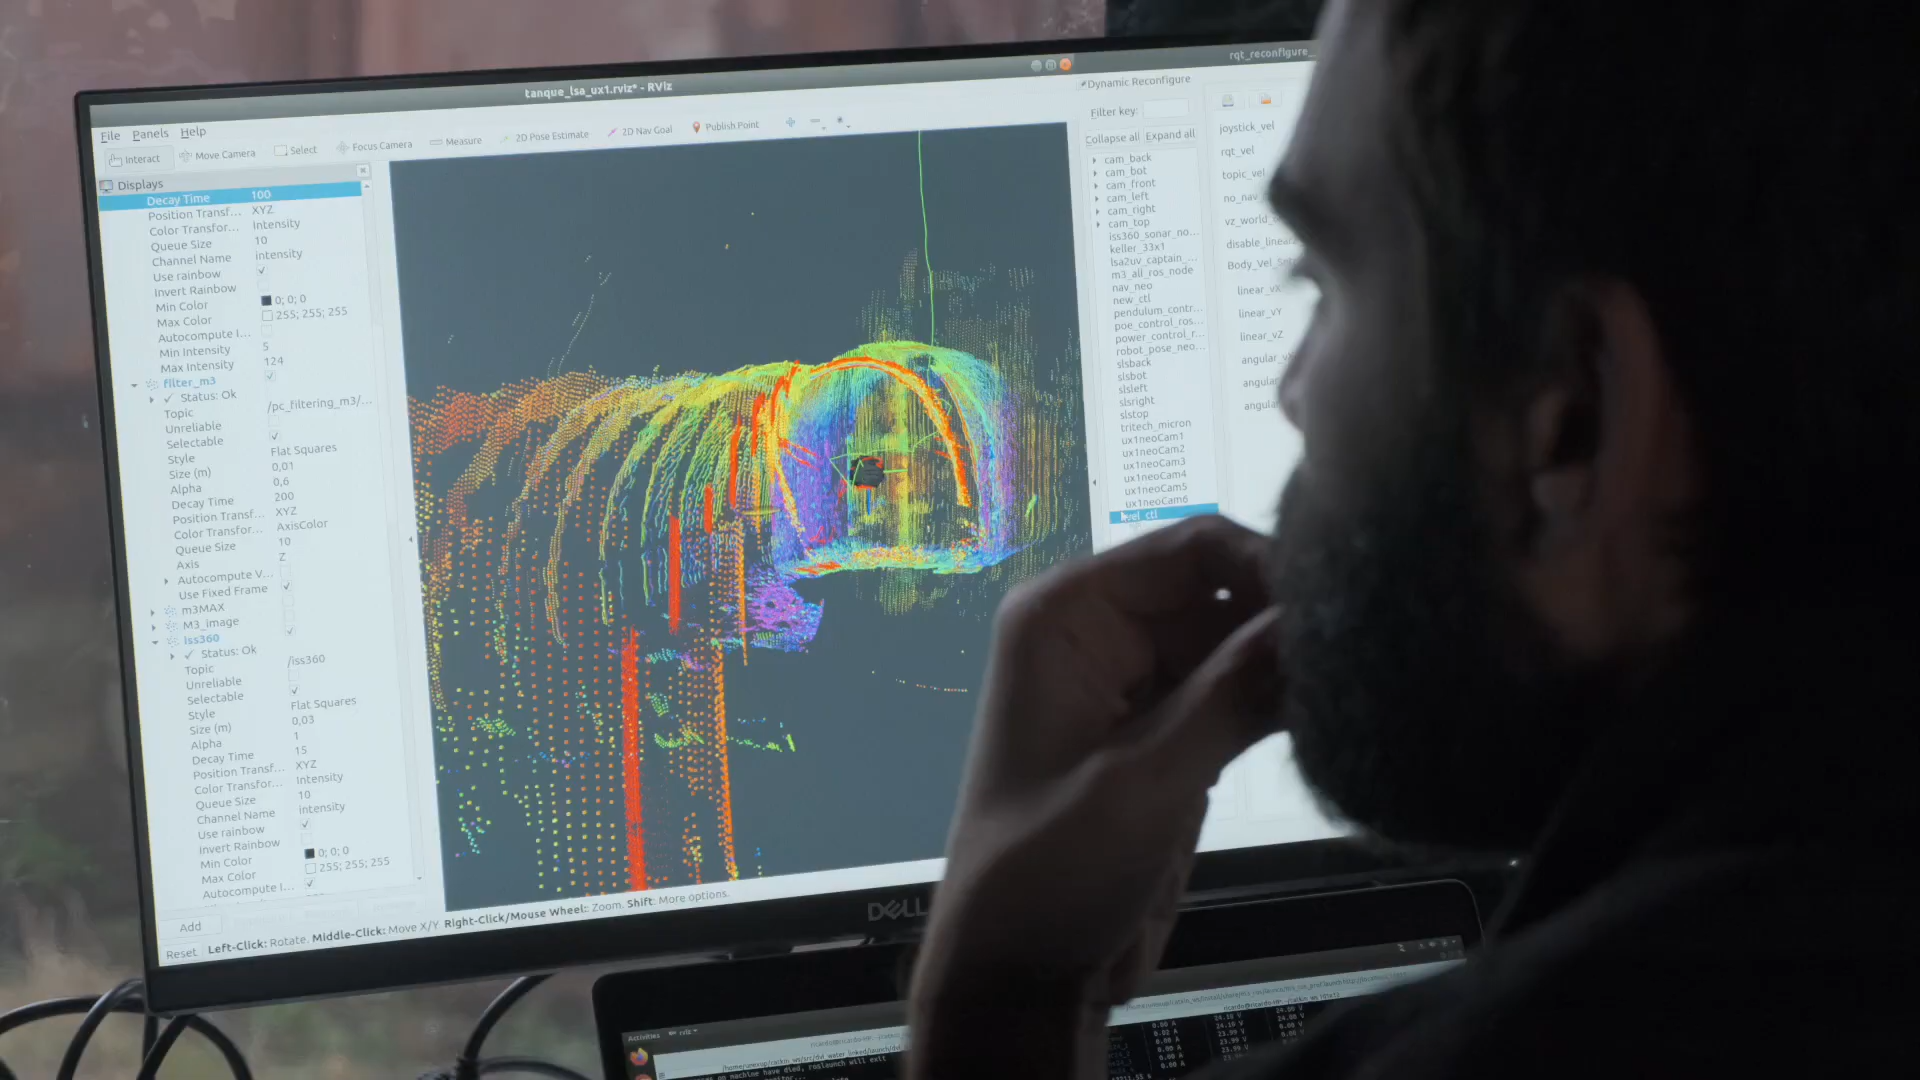 tanque_lsa_ux1.rviz* - RViz
File Panels Help
Interact Move Camera Select Focus Camera Measure 2D Pose Estimate 2D Nav Goal Publish Point
Displays
Decay Time 100
Position Transf... XYZ
Color Transfor... Intensity
Queue Size 10
Channel Name intensity
Use rainbow
Invert Rainbow
Min Color 0; 0; 0
Max Color 255; 255; 255
Autocompute I...
Min Intensity 5
Max Intensity 124
filter_m3
Status: Ok
Topic /pc_filtering_m3/...
Unreliable
Selectable
Style Flat Squares
Size (m) 0,01
Alpha 0,6
Decay Time 200
Position Transf... XYZ
Color Transfor... AxisColor
Queue Size 10
Axis Z
Autocompute V...
Use Fixed Frame
m3MAX
M3_image
Iss360
Status: Ok
Topic /iss360
Unreliable
Selectable
Style Flat Squares
Size (m) 0,03
Alpha 1
Decay Time 15
Position Transf... XYZ
Color Transfor... Intensity
Queue Size 10
Channel Name intensity
Use rainbow
Invert Rainbow
Min Color 0; 0; 0
Max Color 255; 255; 255
Autocompute I...
Add
Reset Left-Click: Rotate. Middle-Click: Move X/Y Right-Click/Mouse Wheel:: Zoom. Shift: More options.
rqt_reconfigure_
Dynamic Reconfigure
Filter key:
Collapse all Expand all
cam_back
cam_bot
cam_front
cam_left
cam_right
cam_top
iss360_sonar_no...
keller_33x1
lsa2uv_captain_...
m3_all_ros_node
nav_neo
new_ctl
pendulum_contr...
poe_control_ros...
power_control_r...
robot_pose_neo...
slsback
slsbot
slsleft
slsright
slstop
tritech_micron
ux1neoCam1
ux1neoCam2
ux1neoCam3
ux1neoCam4
ux1neoCam5
ux1neoCam6
vel_ctl
joystick_vel
rqt_vel
topic_vel
no_nav_
vz_world_
disable_linear
Body_Vel_Se
linear_vX
linear_vY
linear_vZ
angular_v
angular_
angular_
DELL
Activities rviz